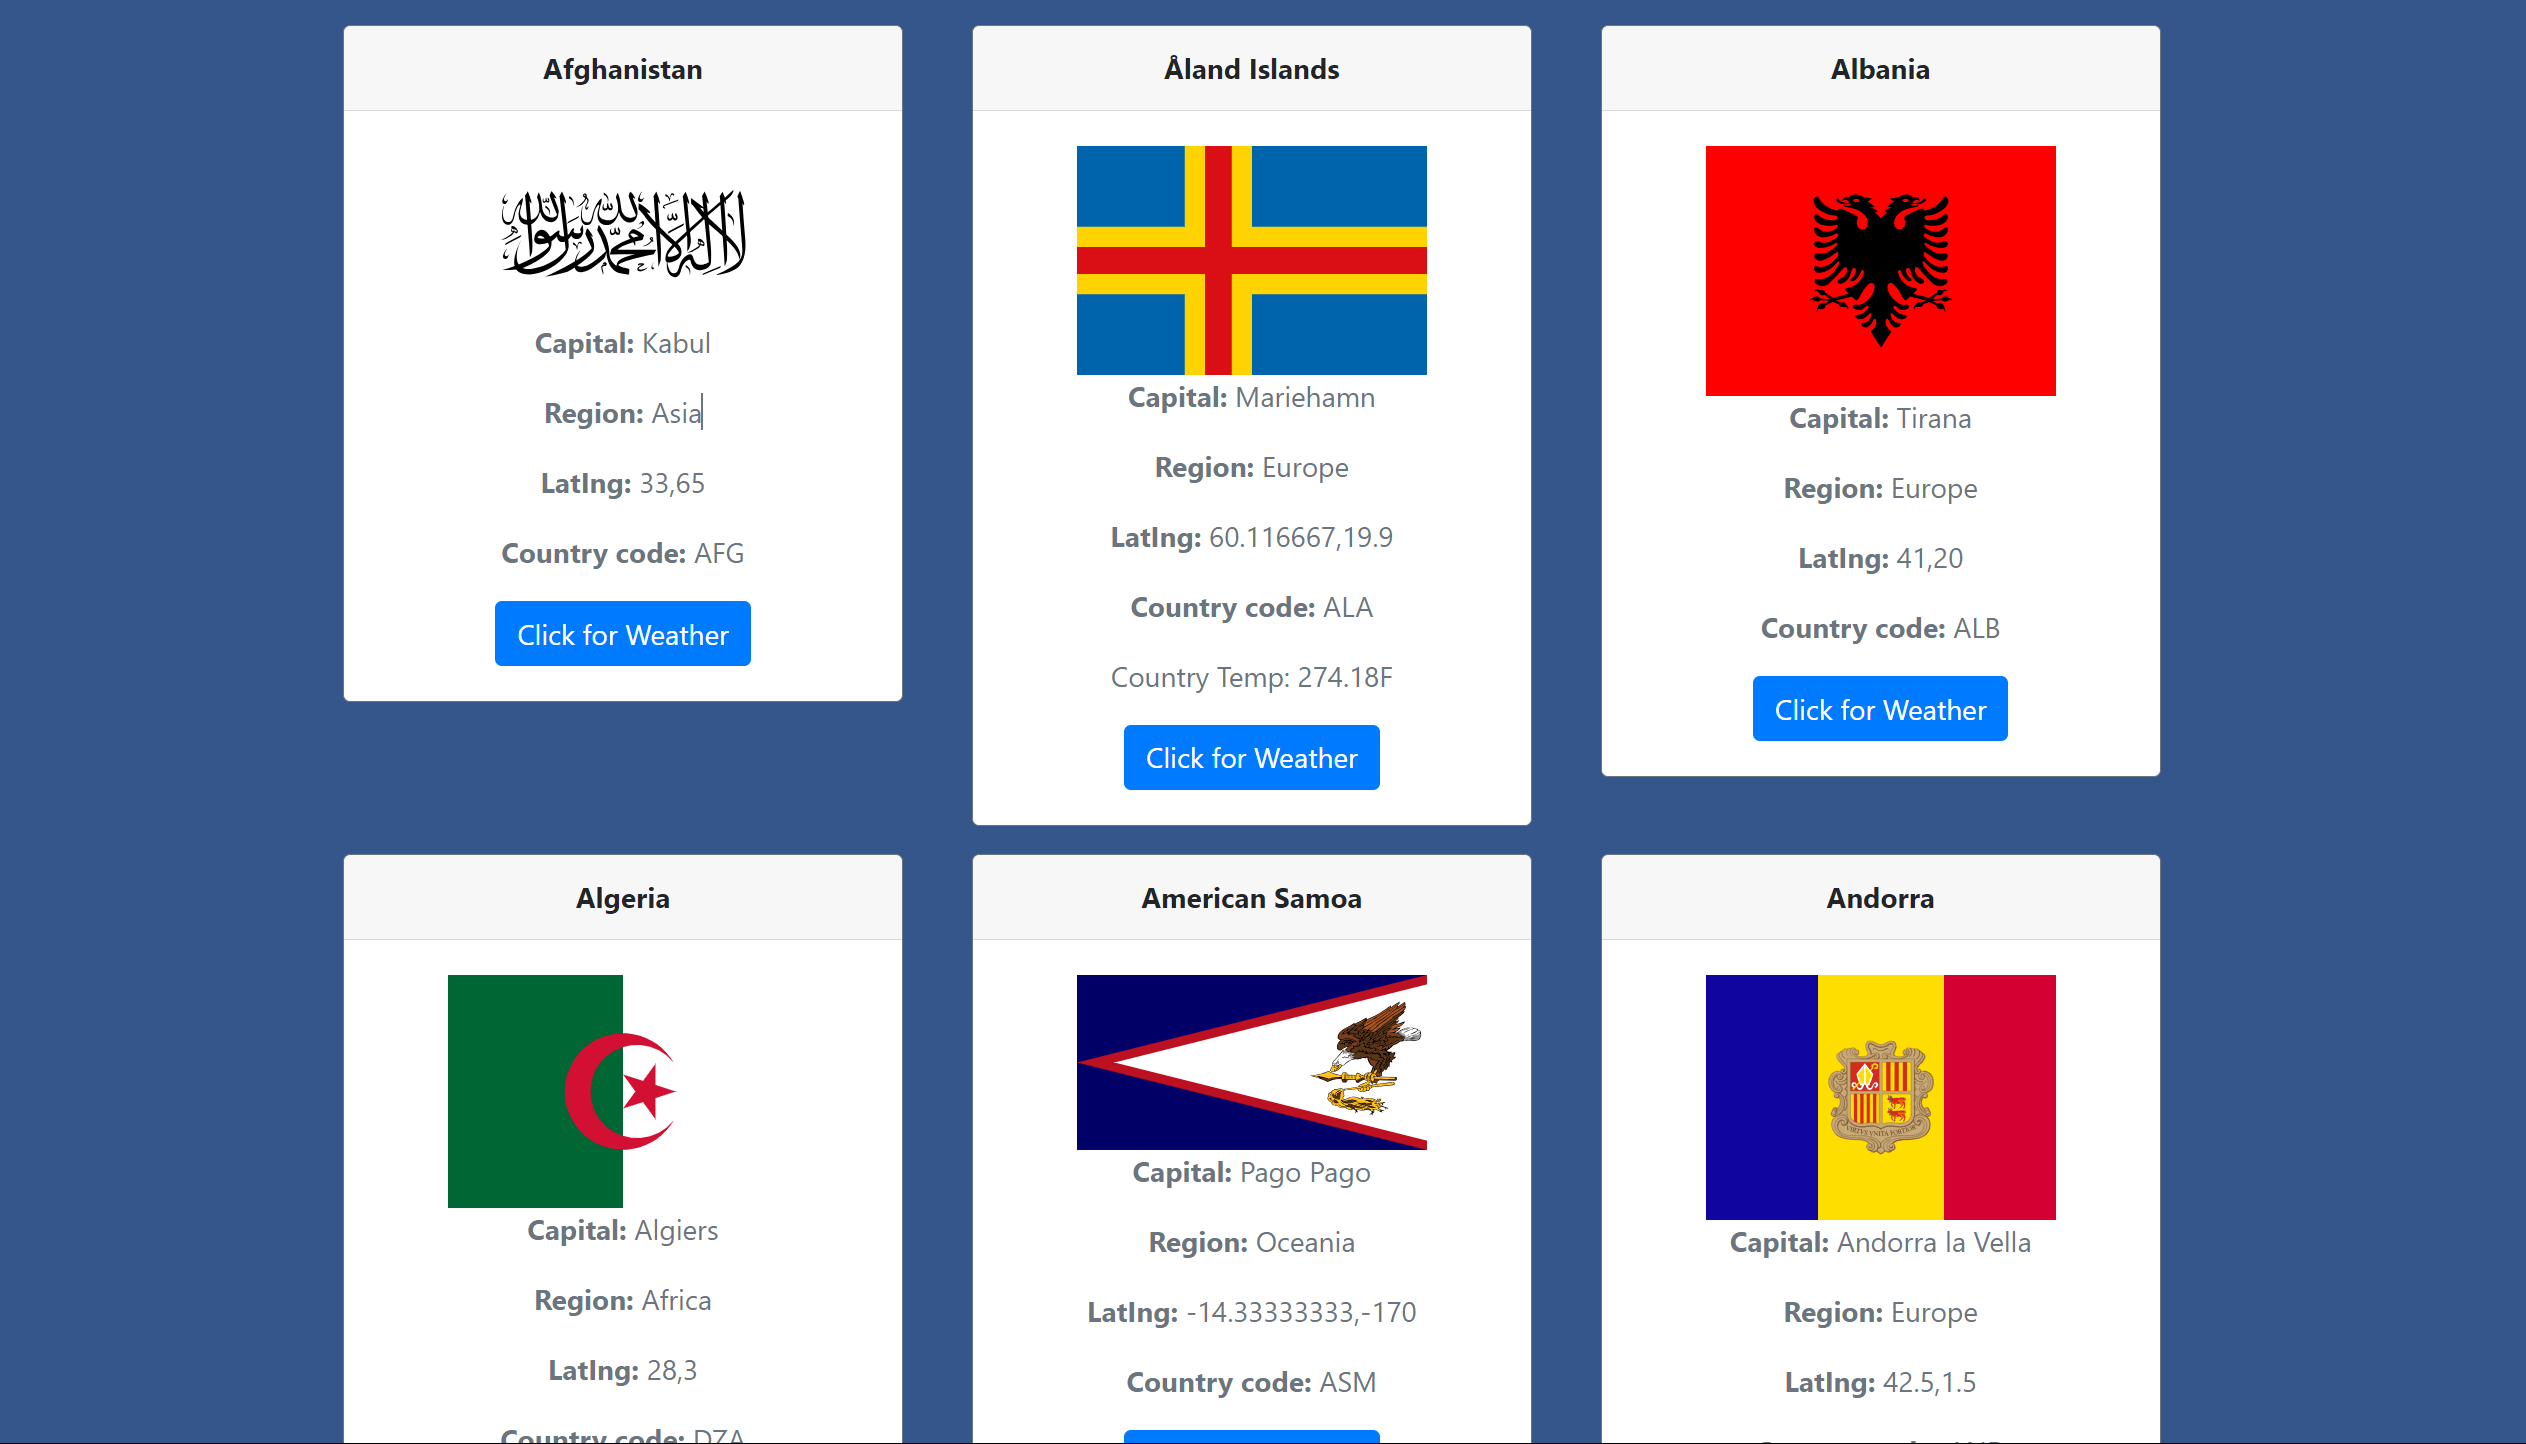 Afghanistan
لا إله إلا الله محمد رسول الله
Capital: Kabul
Region: Asia
Latlng: 33,65
Country code: AFG
Click for Weather
Åland Islands
Capital: Mariehamn
Region: Europe
Latlng: 60.116667,19.9
Country code: ALA
Country Temp: 274.18F
Click for Weather
Albania
Capital: Tirana
Region: Europe
Latlng: 41,20
Country code: ALB
Click for Weather
Algeria
Capital: Algiers
Region: Africa
Latlng: 28,3
Country code: DZA
American Samoa
Capital: Pago Pago
Region: Oceania
Latlng: -14.33333333,-170
Country code: ASM
Andorra
VIRTVS VNITA FORTIOR
Capital: Andorra la Vella
Region: Europe
Latlng: 42.5,1.5